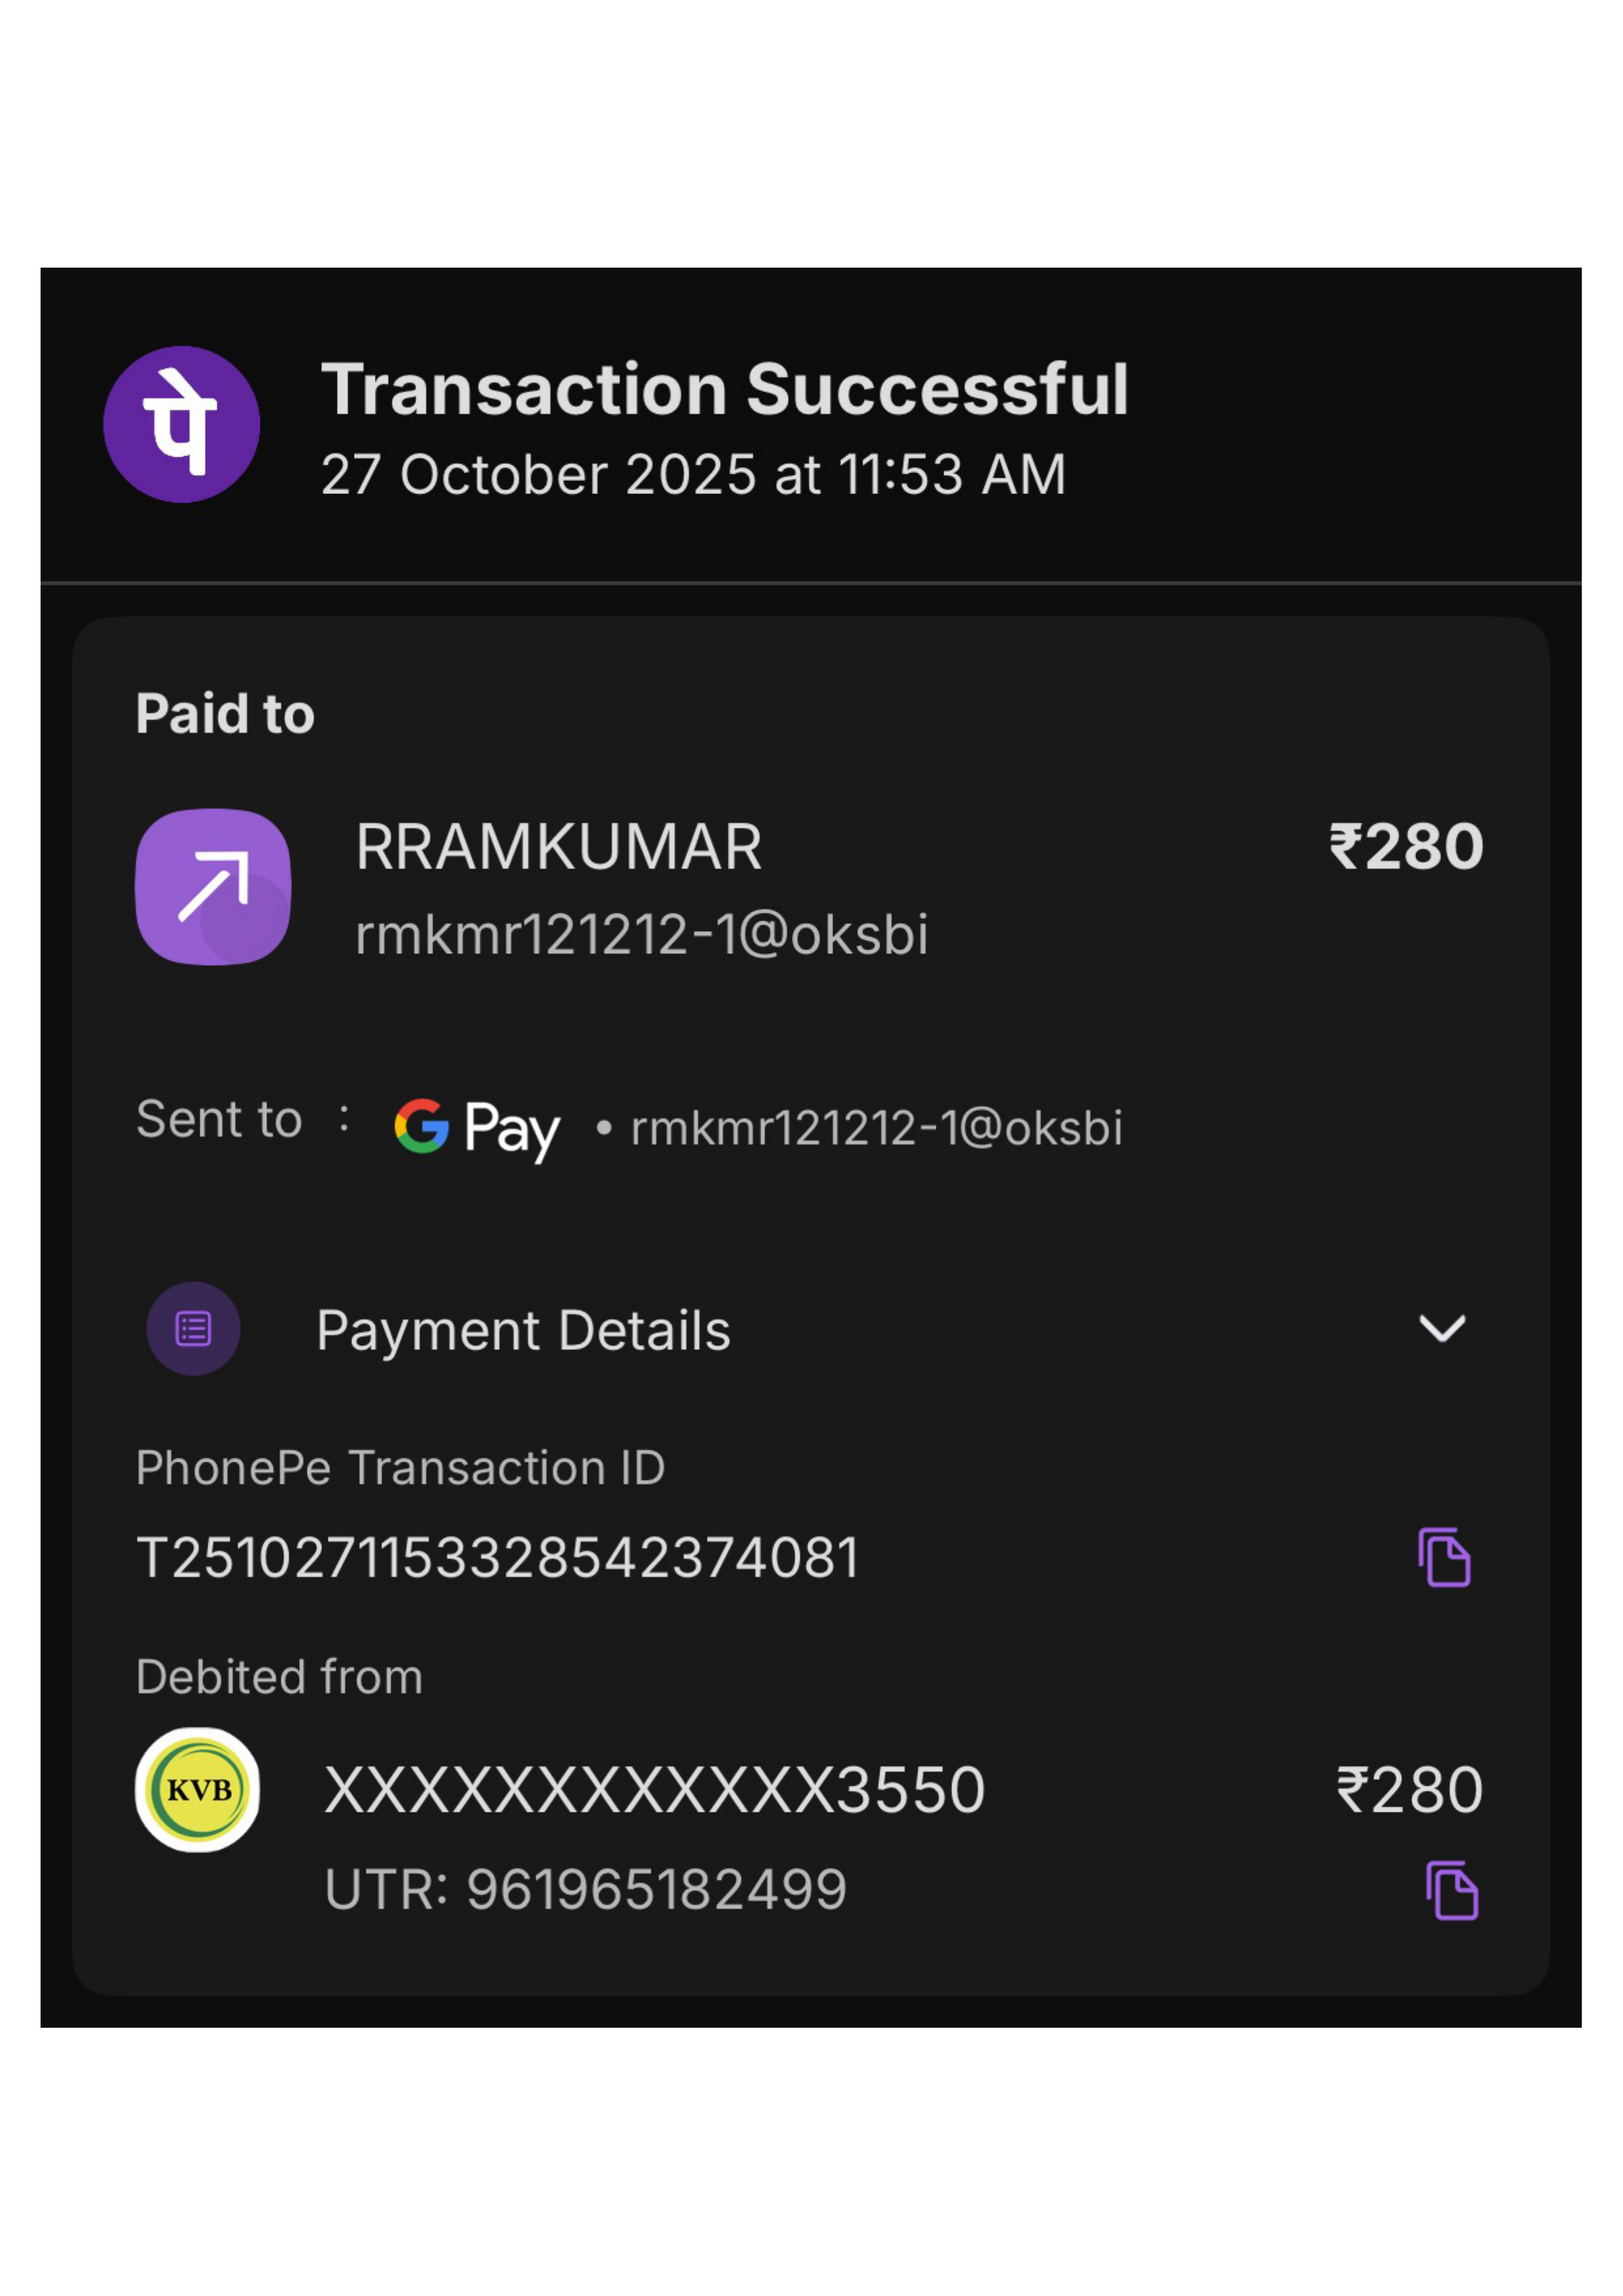 पे
Transaction Successful
27 October 2025 at 11:53 AM
Paid to
RRAMKUMAR ₹280
rmkmr121212-1@oksbi
Sent to : G Pay • rmkmr121212-1@oksbi
Payment Details
PhonePe Transaction ID
T2510271153328542374081
Debited from
KVB XXXXXXXXXXXX3550 ₹280
UTR: 961965182499